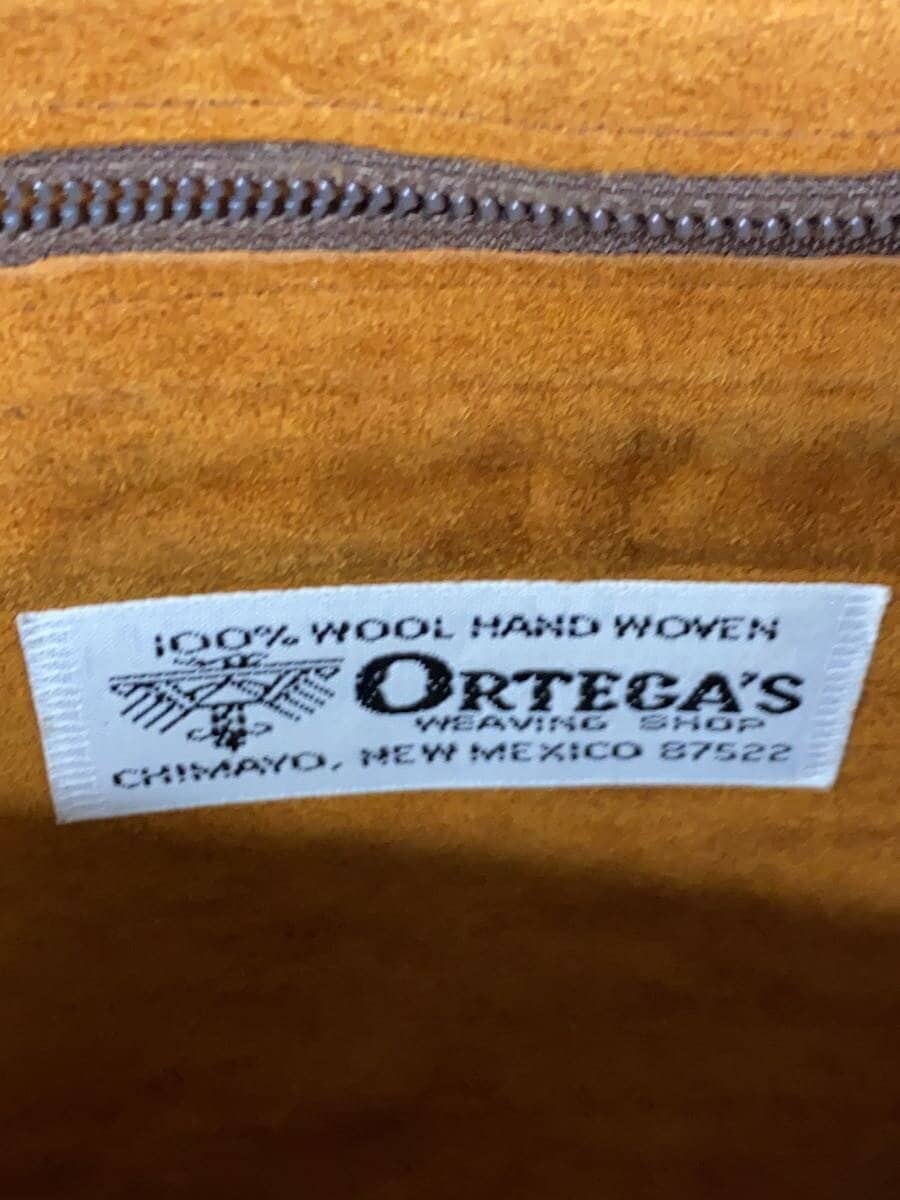 100% WOOL HAND WOVEN
ORTEGA'S
WEAVING SHOP
CHIMAYO, NEW MEXICO 87522